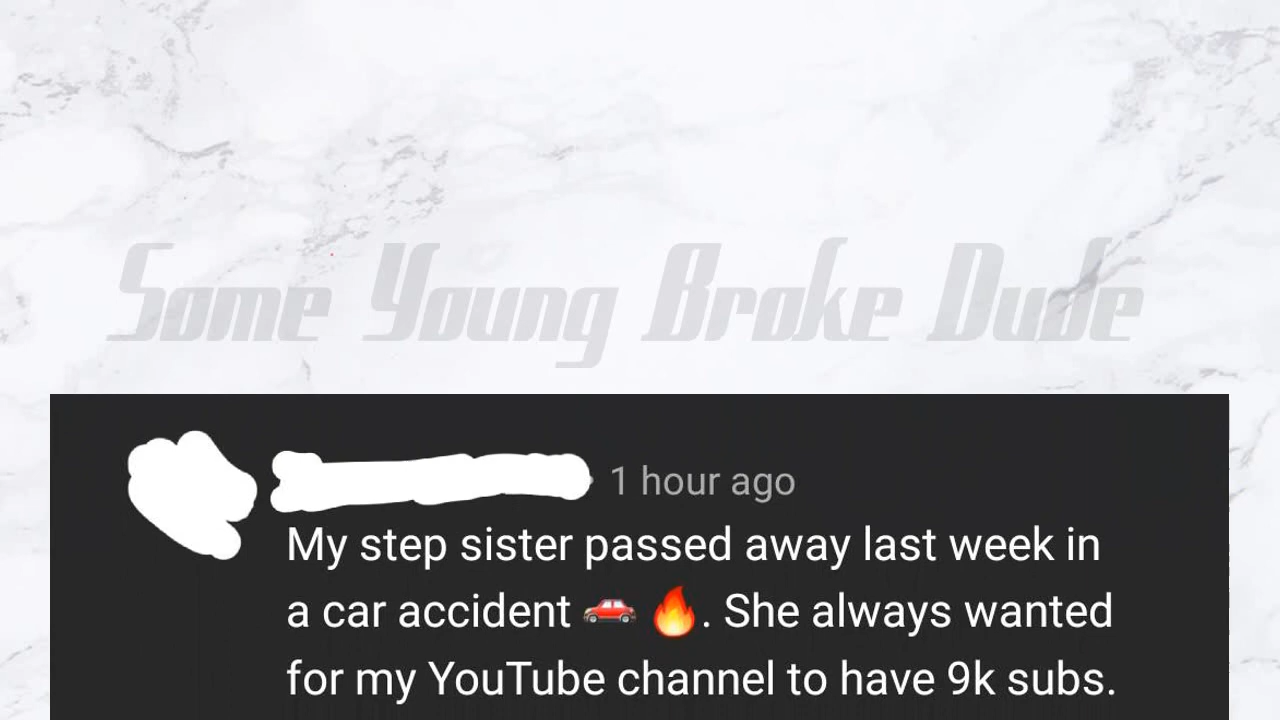 Some Young Broke Dude
1 hour ago
My step sister passed away last week in
a car accident 🚗 🔥. She always wanted
for my YouTube channel to have 9k subs.